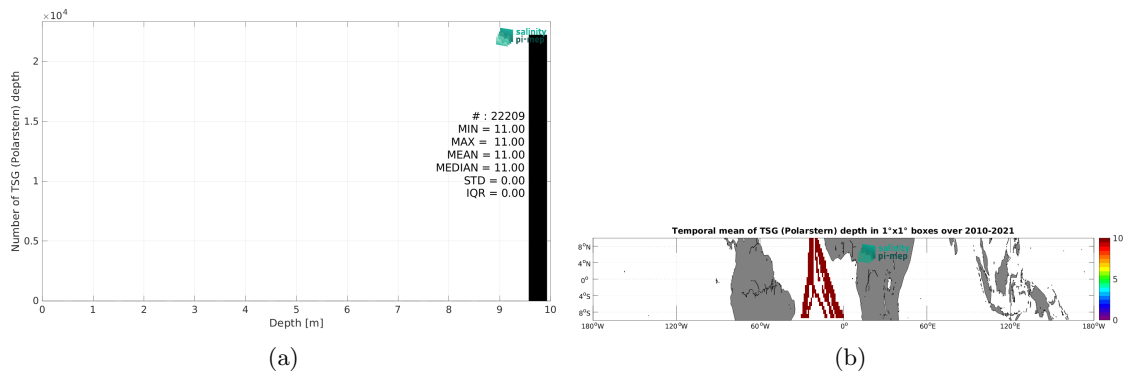 ×10⁴
salinity
pi-mep
2
1.5
1
0.5
0
Number of TSG (Polarstern) depth
# : 22209
MIN = 11.00
MAX = 11.00
MEAN = 11.00
MEDIAN = 11.00
STD = 0.00
IQR = 0.00
0 1 2 3 4 5 6 7 8 9 10
Depth [m]
(a)
Temporal mean of TSG (Polarstern) depth in 1°x1° boxes over 2010-2021
salinity
pi-mep
8°N
4°N
0°
4°S
8°S
180°W 120°W 60°W 0° 60°E 120°E 180°W
10
5
0
(b)